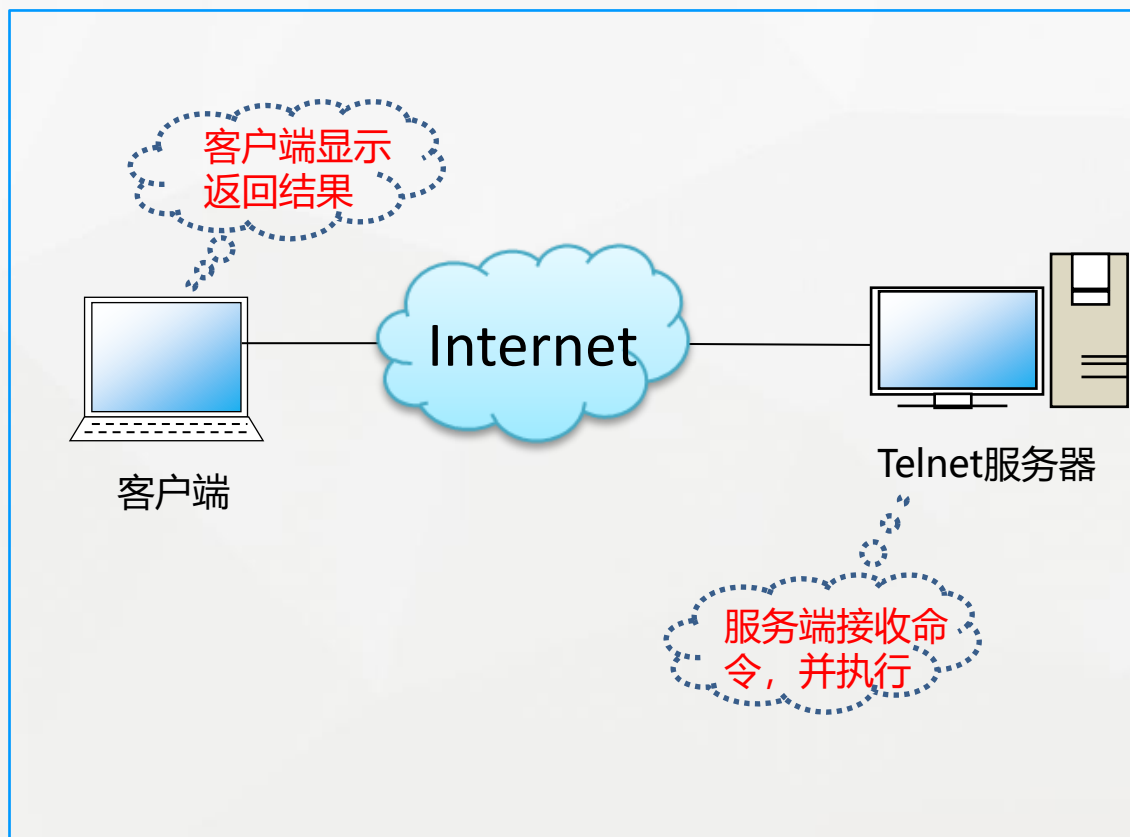 客户端显示
返回结果
Internet
客户端
Telnet服务器
服务端接收命
令，并执行